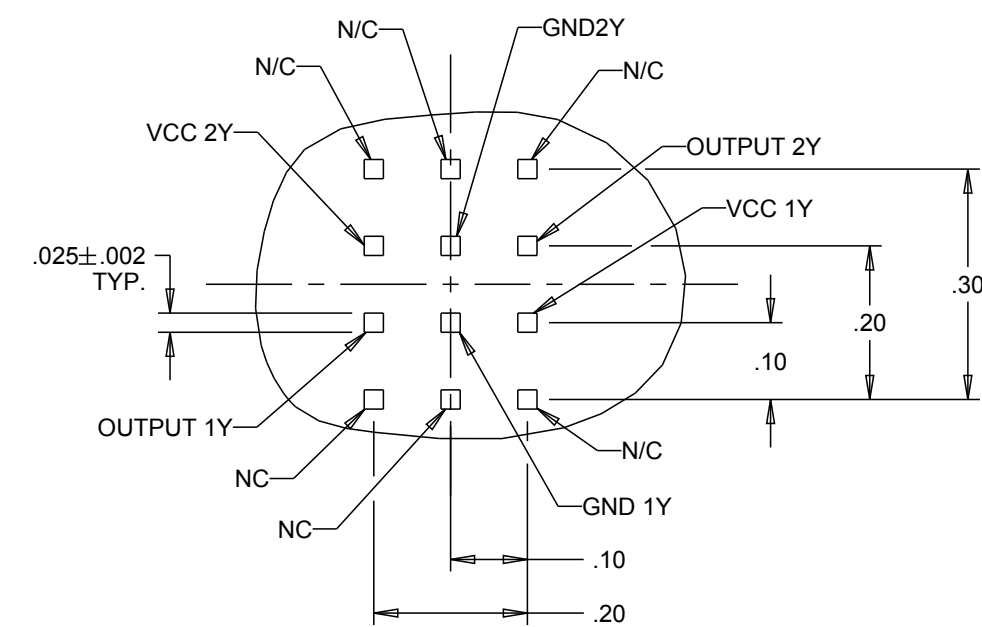 N/C
GND2Y
N/C
N/C
VCC 2Y
OUTPUT 2Y
VCC 1Y
.025±.002
TYP.
.30
.20
.10
OUTPUT 1Y
N/C
NC
GND 1Y
NC
.10
.20